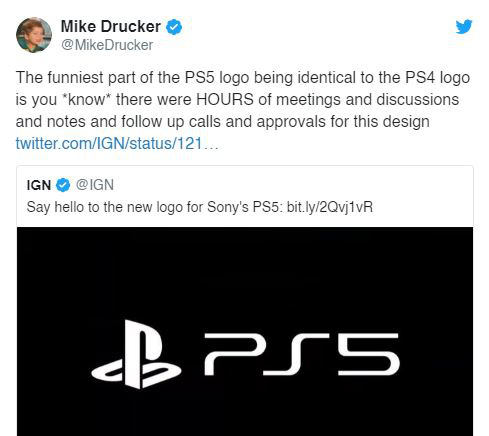 Mike Drucker
@MikeDrucker
The funniest part of the PS5 logo being identical to the PS4 logo
is you *know* there were HOURS of meetings and discussions
and notes and follow up calls and approvals for this design
twitter.com/IGN/status/121…
IGN @IGN
Say hello to the new logo for Sony's PS5: bit.ly/2Qvj1vR
PS5